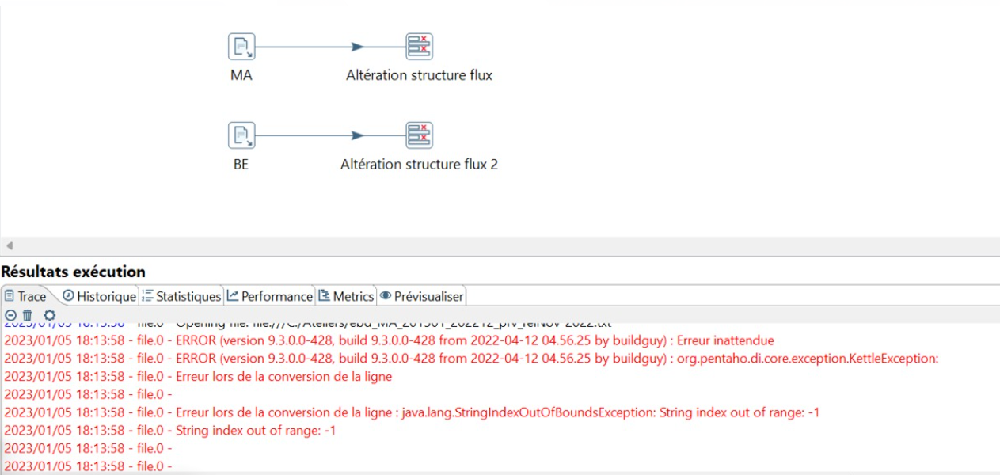 MA
Altération structure flux
BE
Altération structure flux 2
Résultats exécution
Trace Historique Statistiques Performance Metrics Prévisualiser
2023/01/05 18:13:58 - file.0 - Opening file: file:///C:/Ateliers/ebd_MA_201301_202212_prv_relNov-2022.txt
2023/01/05 18:13:58 - file.0 - ERROR (version 9.3.0.0-428, build 9.3.0.0-428 from 2022-04-12 04.56.25 by buildguy) : Erreur inattendue
2023/01/05 18:13:58 - file.0 - ERROR (version 9.3.0.0-428, build 9.3.0.0-428 from 2022-04-12 04.56.25 by buildguy) : org.pentaho.di.core.exception.KettleException:
2023/01/05 18:13:58 - file.0 - Erreur lors de la conversion de la ligne
2023/01/05 18:13:58 - file.0 -
2023/01/05 18:13:58 - file.0 - Erreur lors de la conversion de la ligne : java.lang.StringIndexOutOfBoundsException: String index out of range: -1
2023/01/05 18:13:58 - file.0 - String index out of range: -1
2023/01/05 18:13:58 - file.0 -
2023/01/05 18:13:58 - file.0 -